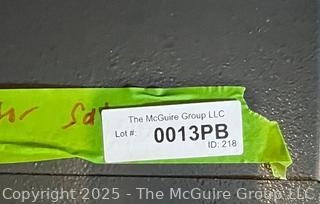 The McGuire Group LLC
Lot #: 0013PB
ID: 218
Copyright 2025 - The McGuire Group LLC